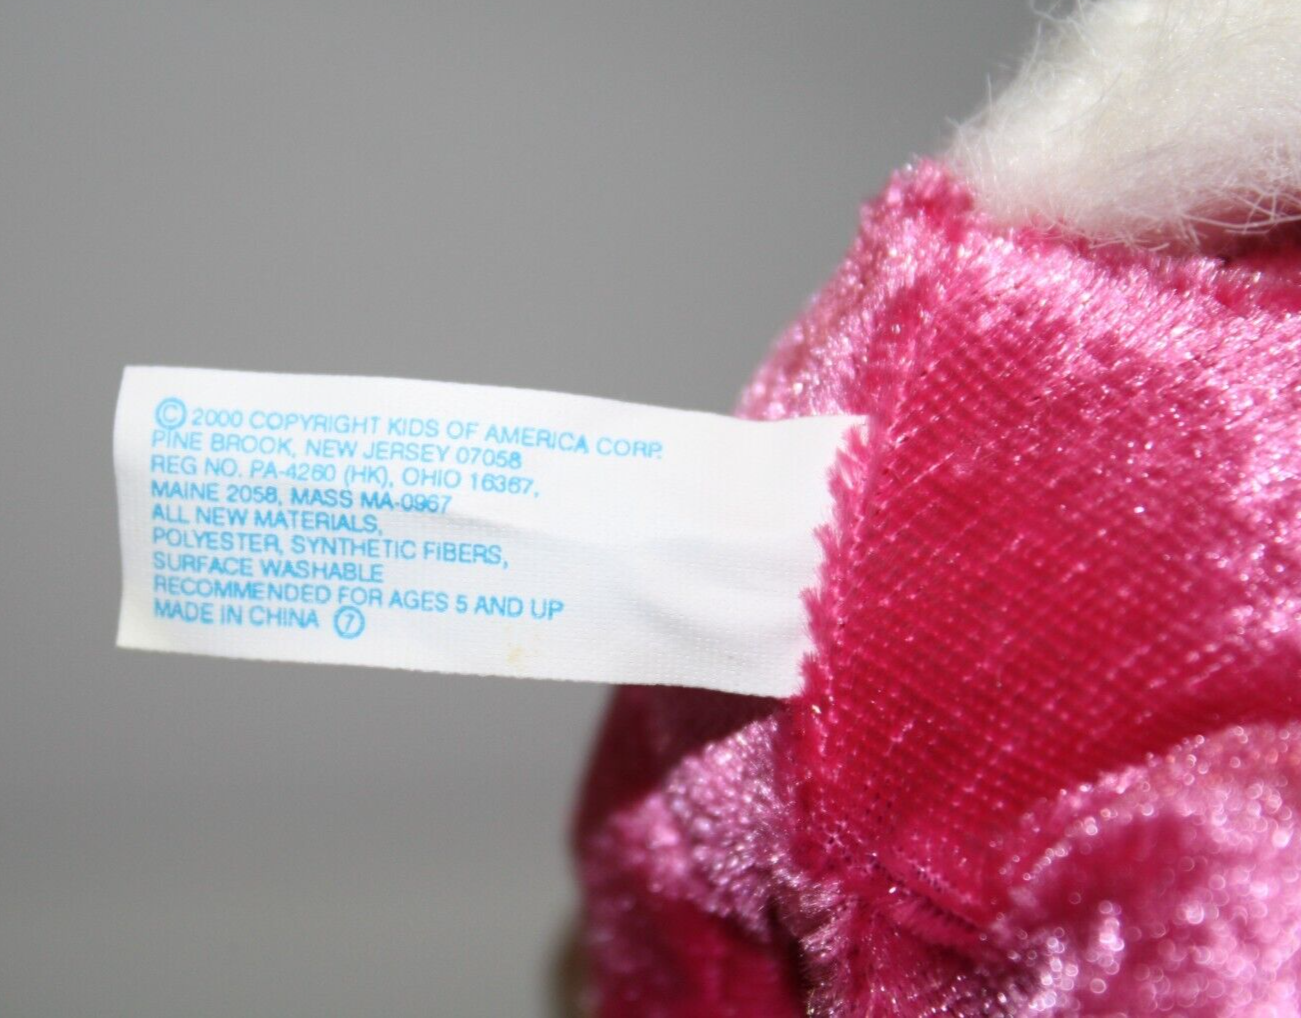 © 2000 COPYRIGHT KIDS OF AMERICA CORP.
PINE BROOK, NEW JERSEY 07058
REG NO. PA-4260 (HK), OHIO 16367,
MAINE 2058, MASS MA-0967
ALL NEW MATERIALS,
POLYESTER, SYNTHETIC FIBERS,
SURFACE WASHABLE
RECOMMENDED FOR AGES 5 AND UP
MADE IN CHINA 7